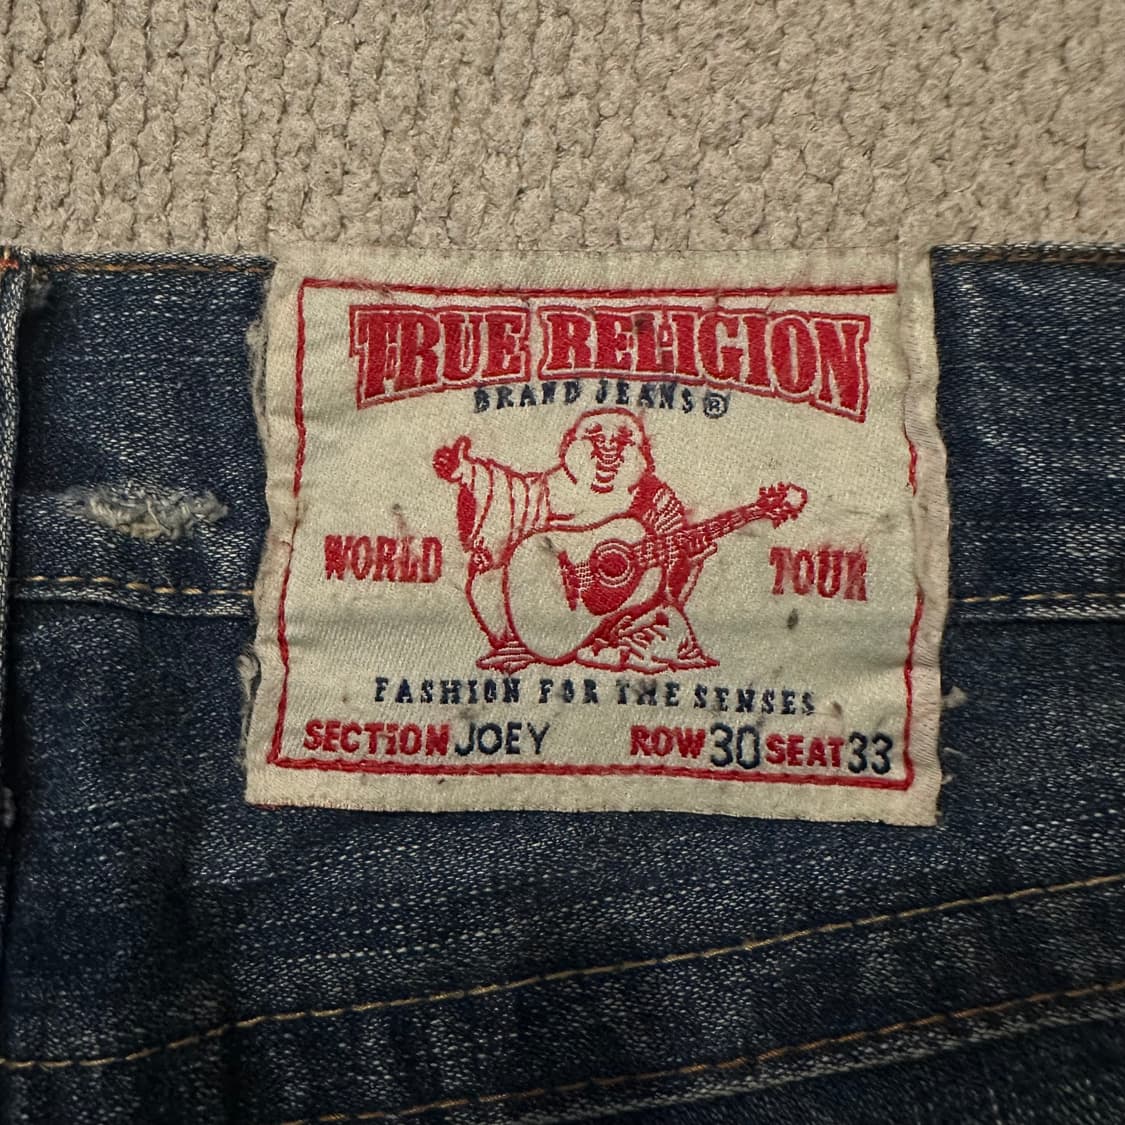 TRUE RELIGION
BRAND JEANS®
WORLD TOUR
FASHION FOR THE SENSES
SECTION JOEY ROW 30 SEAT 33